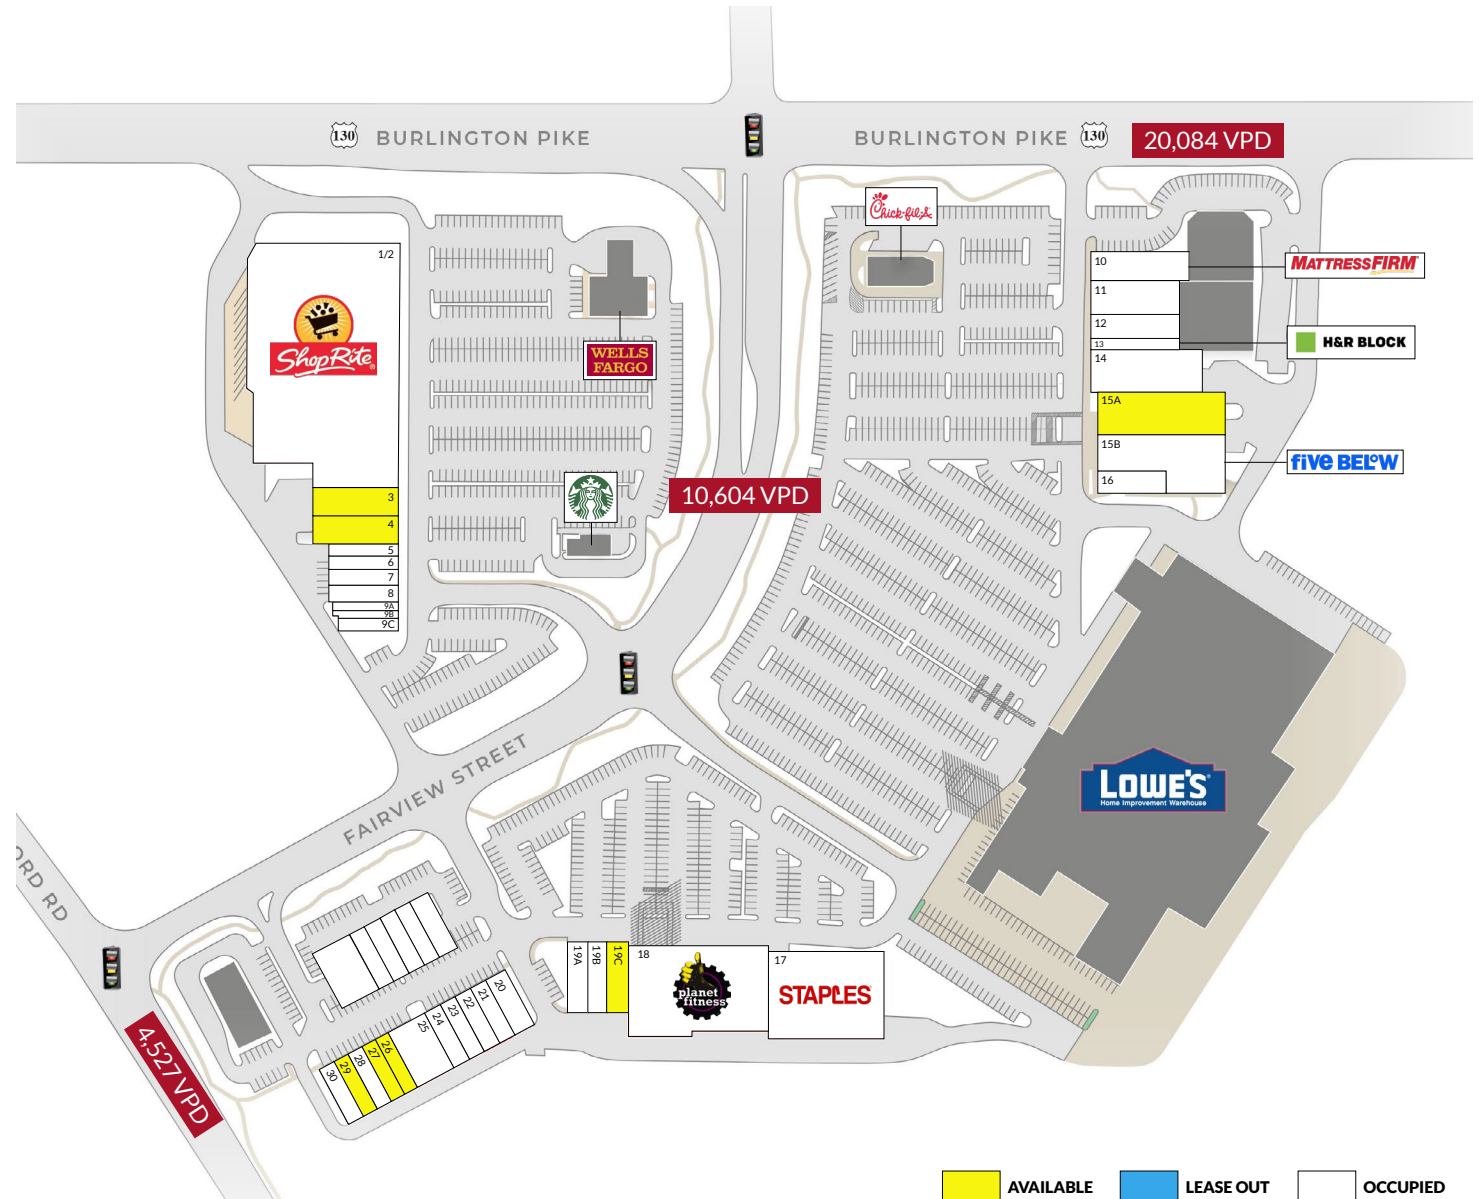 130 BURLINGTON PIKE
BURLINGTON PIKE 130
20,084 VPD
Chick-fil-A
1/2
ShopRite
WELLS
FARGO
10
MATTRESSFIRM
11
12
13
H&R BLOCK
14
15A
15B
five BELOW
16
3
4
5
6
7
8
9A
9B
9C
10,604 VPD
FAIRVIEW STREET
LOWE'S
Home Improvement Warehouse
ORD RD
4,527 VPD
19A
19B
19C
18
planet
fitness
17
STAPLES
20
21
22
23
24
25
26
27
28
29
30
AVAILABLE
LEASE OUT
OCCUPIED